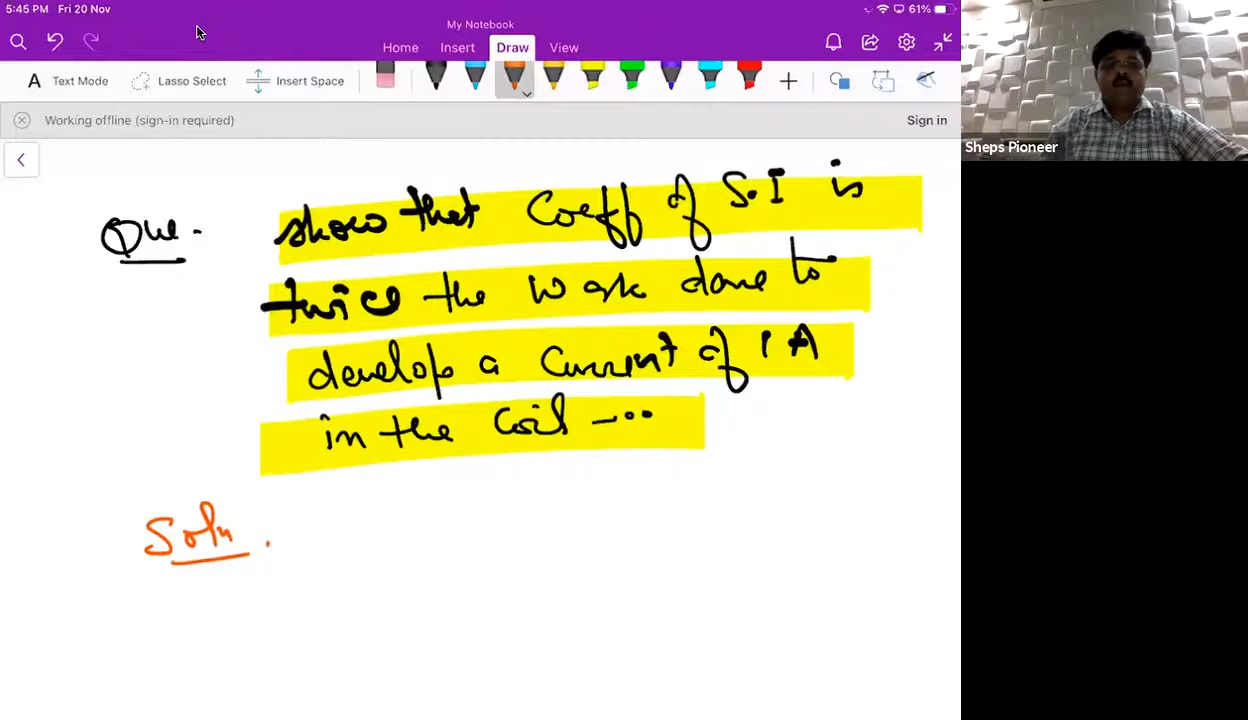 5:45 PM Fri 20 Nov
61%
My Notebook
Home Insert Draw View
A Text Mode Lasso Select Insert Space
Working offline (sign-in required)
Sign in
Sheps Pioneer
Que. show that Coeff of S.I is
twice the work done to
develop a current of 1 A
in the coil -...
Soln.